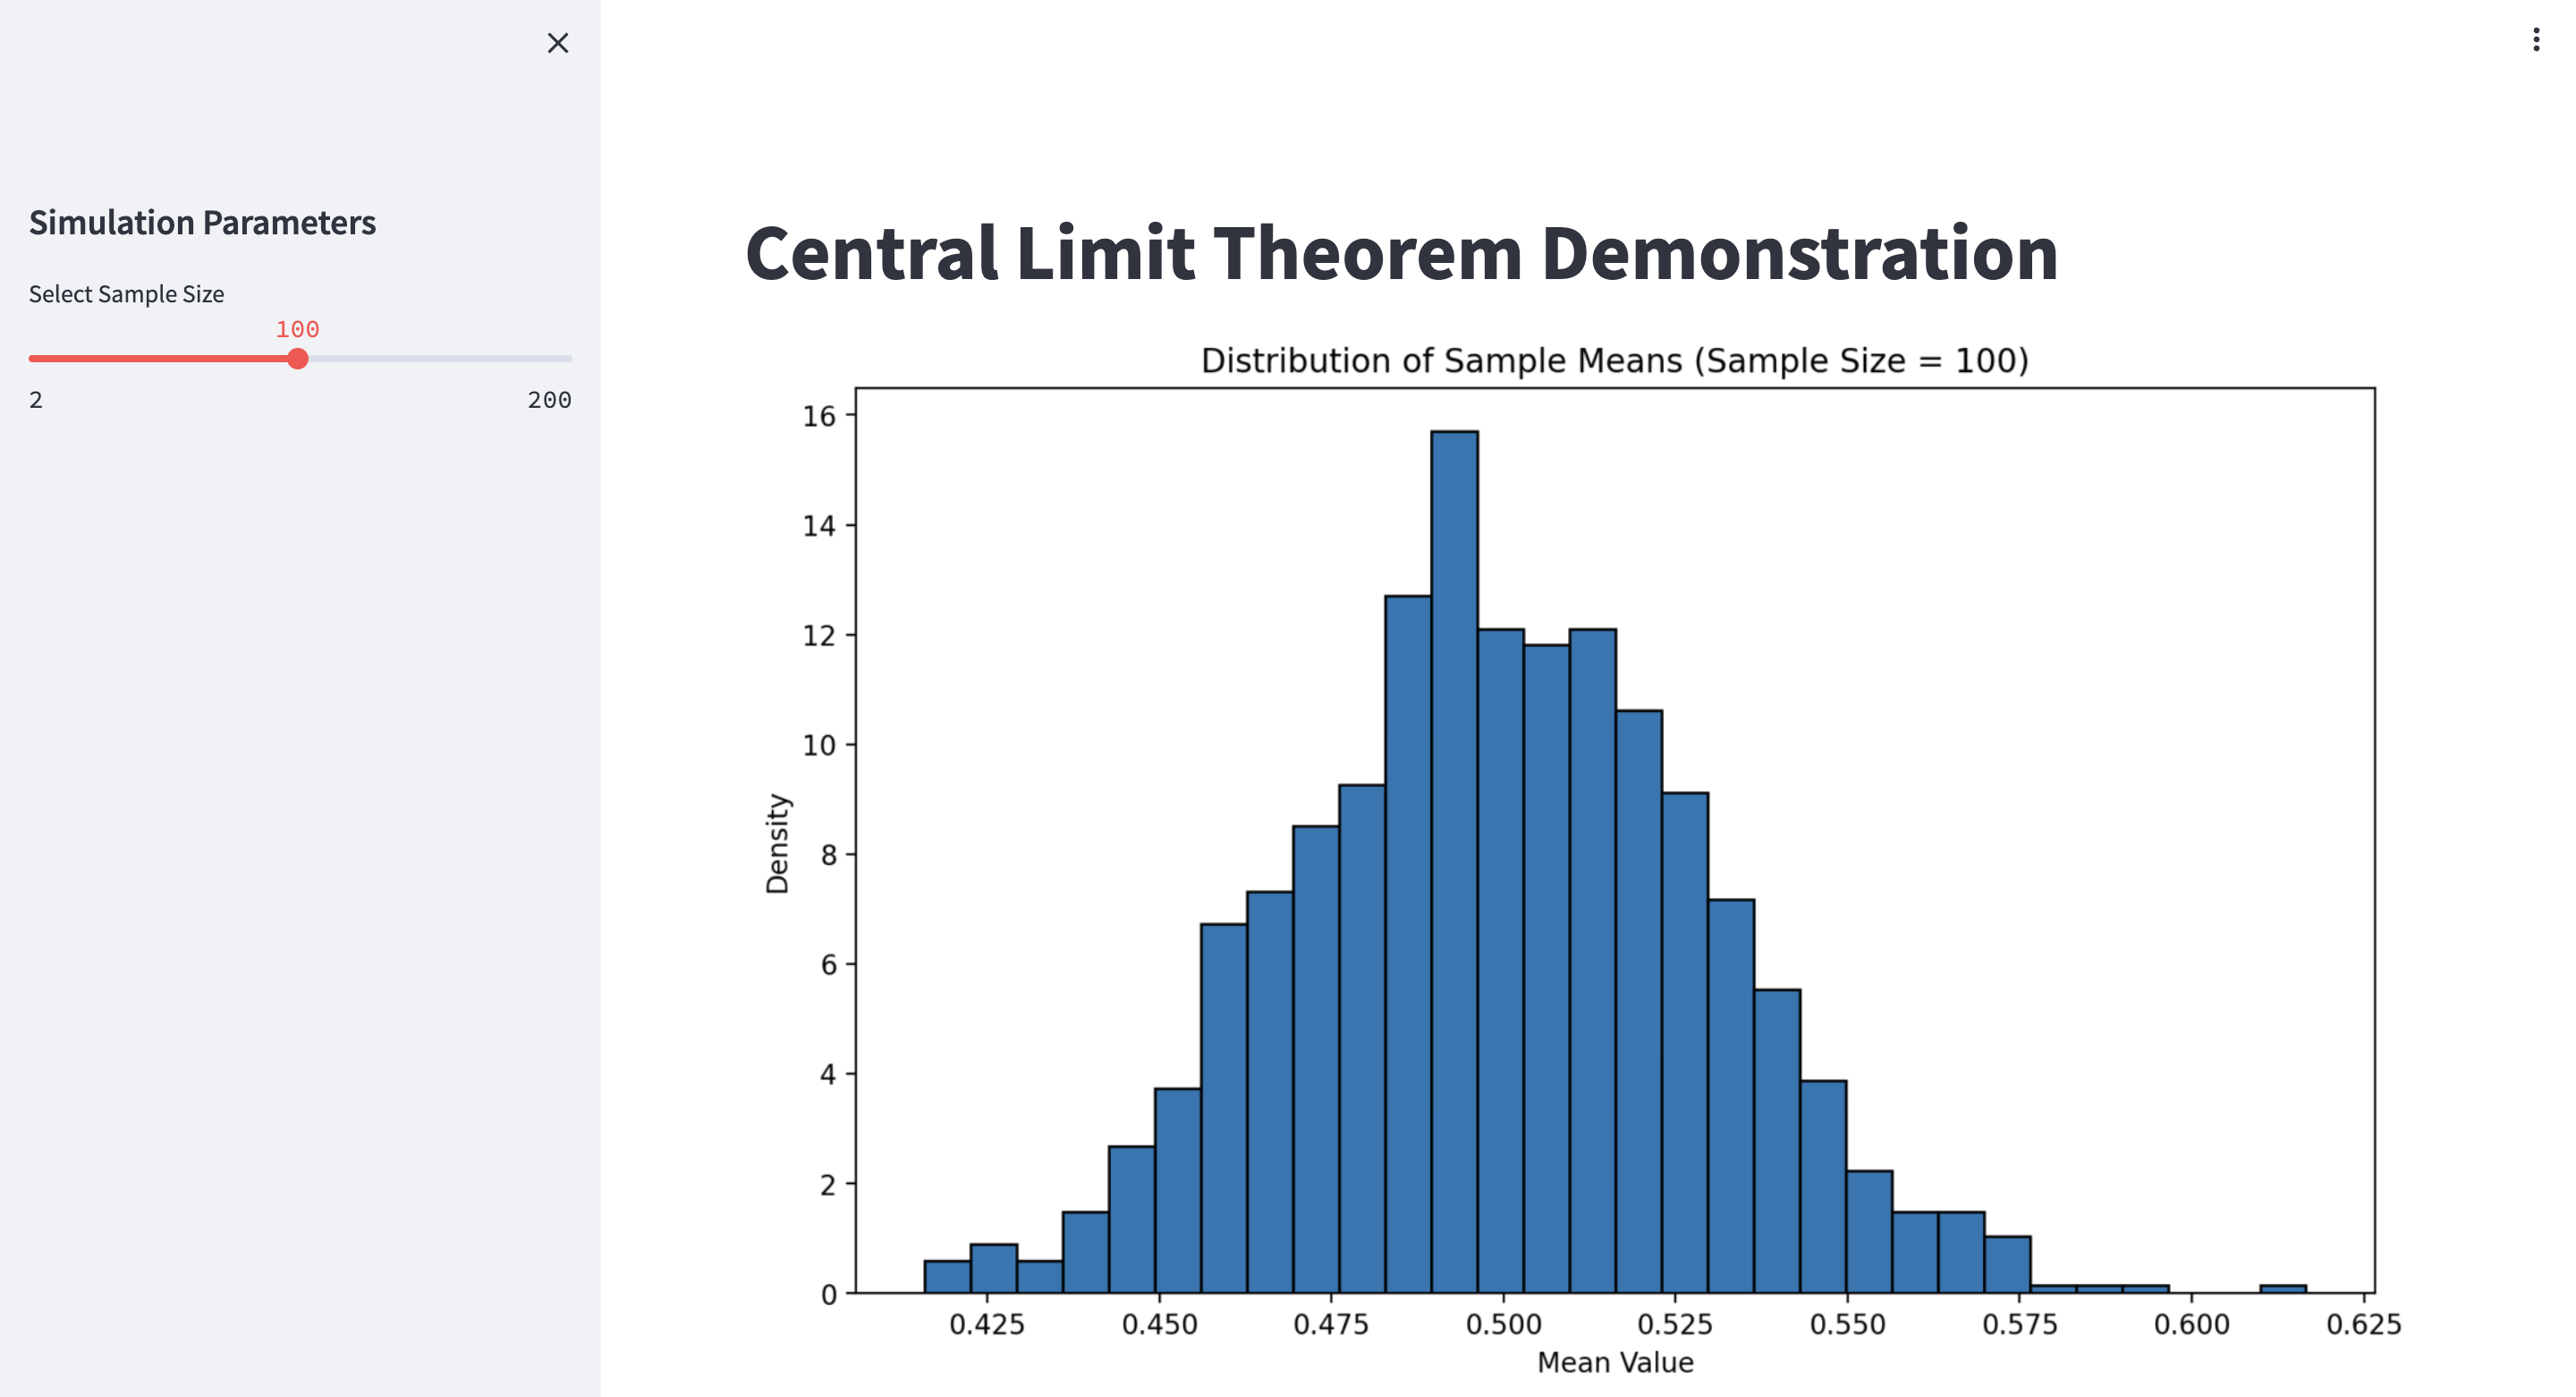 Simulation Parameters
Select Sample Size
100
2 200
Central Limit Theorem Demonstration
Distribution of Sample Means (Sample Size = 100)
16
14
12
10
8
6
4
2
0
Density
0.425 0.450 0.475 0.500 0.525 0.550 0.575 0.600 0.625
Mean Value